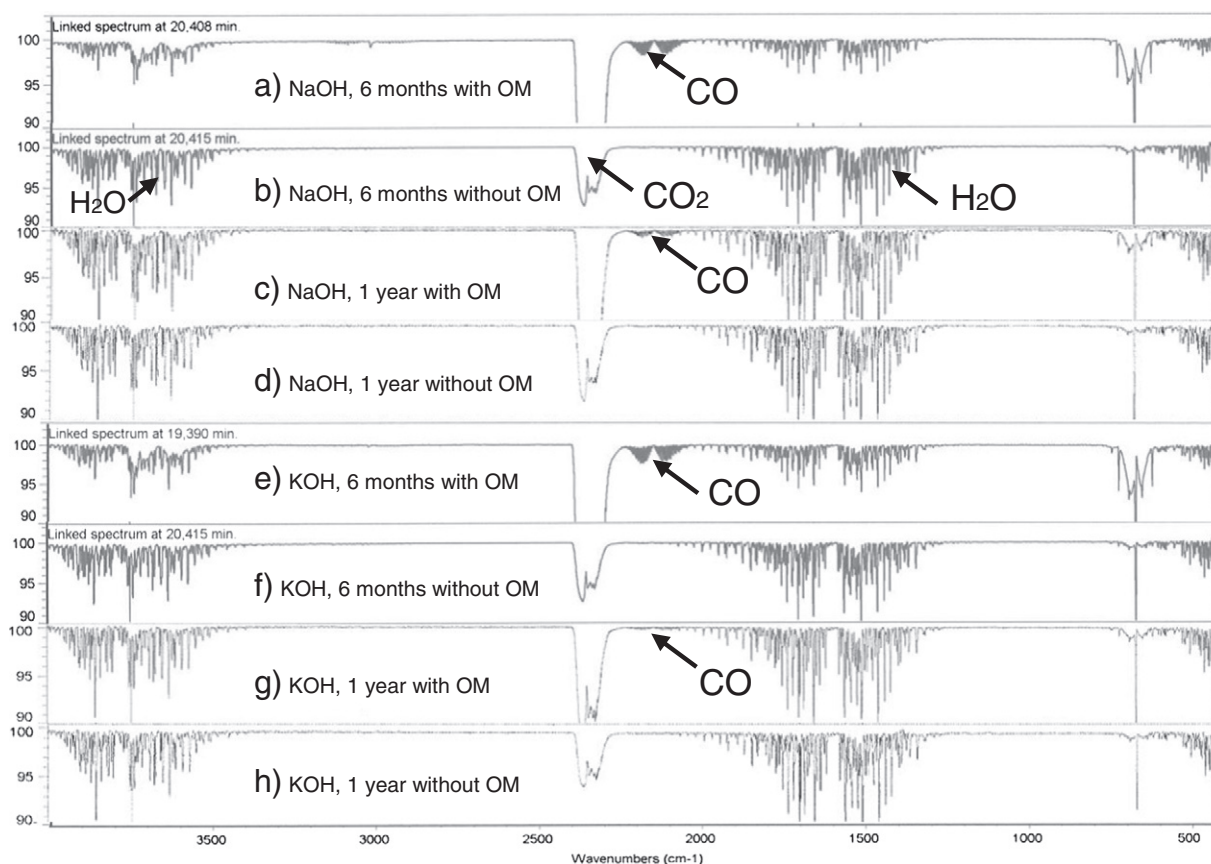 Linked spectrum at 20,408 min.
100
95
90
a) NaOH, 6 months with OM
CO
Linked spectrum at 20,415 min.
100
95
90
H2O
b) NaOH, 6 months without OM
CO2
H2O
100
95
90
c) NaOH, 1 year with OM
CO
100
95
90
d) NaOH, 1 year without OM
Linked spectrum at 19,390 min.
100
95
90
e) KOH, 6 months with OM
CO
Linked spectrum at 20,415 min.
100
95
90
f) KOH, 6 months without OM
100
95
90
g) KOH, 1 year with OM
CO
100
95
90
h) KOH, 1 year without OM
3500 3000 2500 2000 1500 1000 500
Wavenumbers (cm-1)